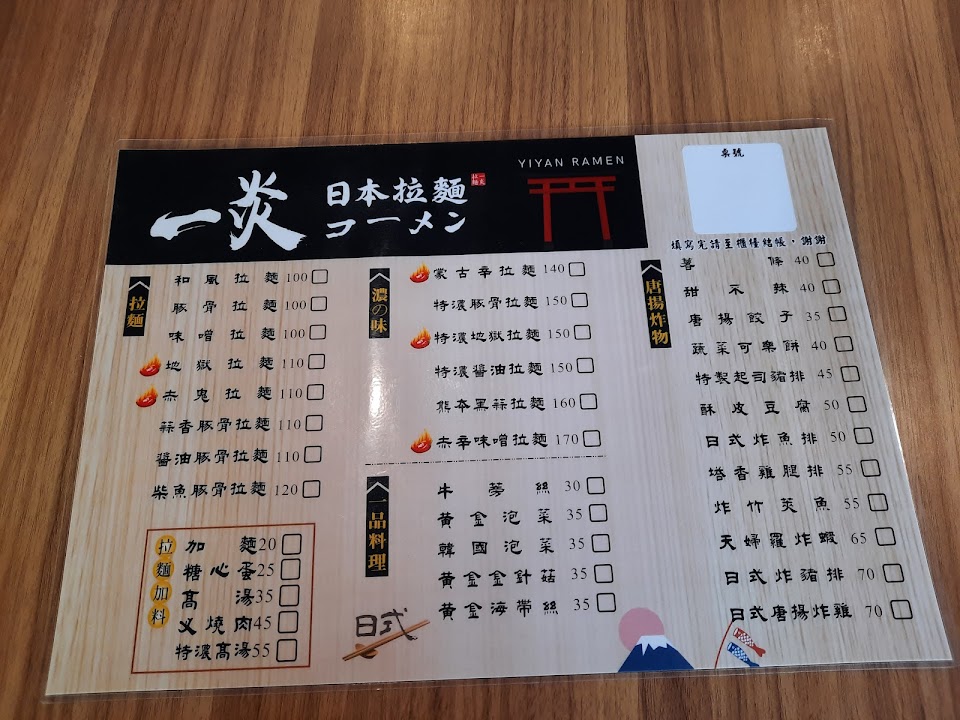 一炎
日本拉麵
コーメン
一炎拉麵
YIYAN RAMEN
桌號
填寫完請至櫃檯結帳，謝謝
拉麵
和風拉麵 100
豚骨拉麵 100
味噌拉麵 100
地獄拉麵 110
赤鬼拉麵 110
蒜香豚骨拉麵 110
醬油豚骨拉麵 110
柴魚豚骨拉麵 120
拉麵加料
加麵 20
糖心蛋 25
高湯 35
叉燒肉 45
特濃高湯 55
濃の味
蒙古辛拉麵 140
特濃豚骨拉麵 150
特濃地獄拉麵 150
特濃醬油拉麵 150
熊本黑蒜拉麵 160
赤辛味噌拉麵 170
一品料理
牛蒡絲 30
黃金泡菜 35
韓國泡菜 35
黃金金針菇 35
黃金海帶絲 35
日式
唐揚炸物
薯條 40
甜不辣 40
唐揚餃子 35
蔬菜可樂餅 40
特製起司豬排 45
酥皮豆腐 50
日式炸魚排 50
塔香雞腿排 55
炸竹莢魚 55
天婦羅炸蝦 65
日式炸豬排 70
日式唐揚炸雞 70